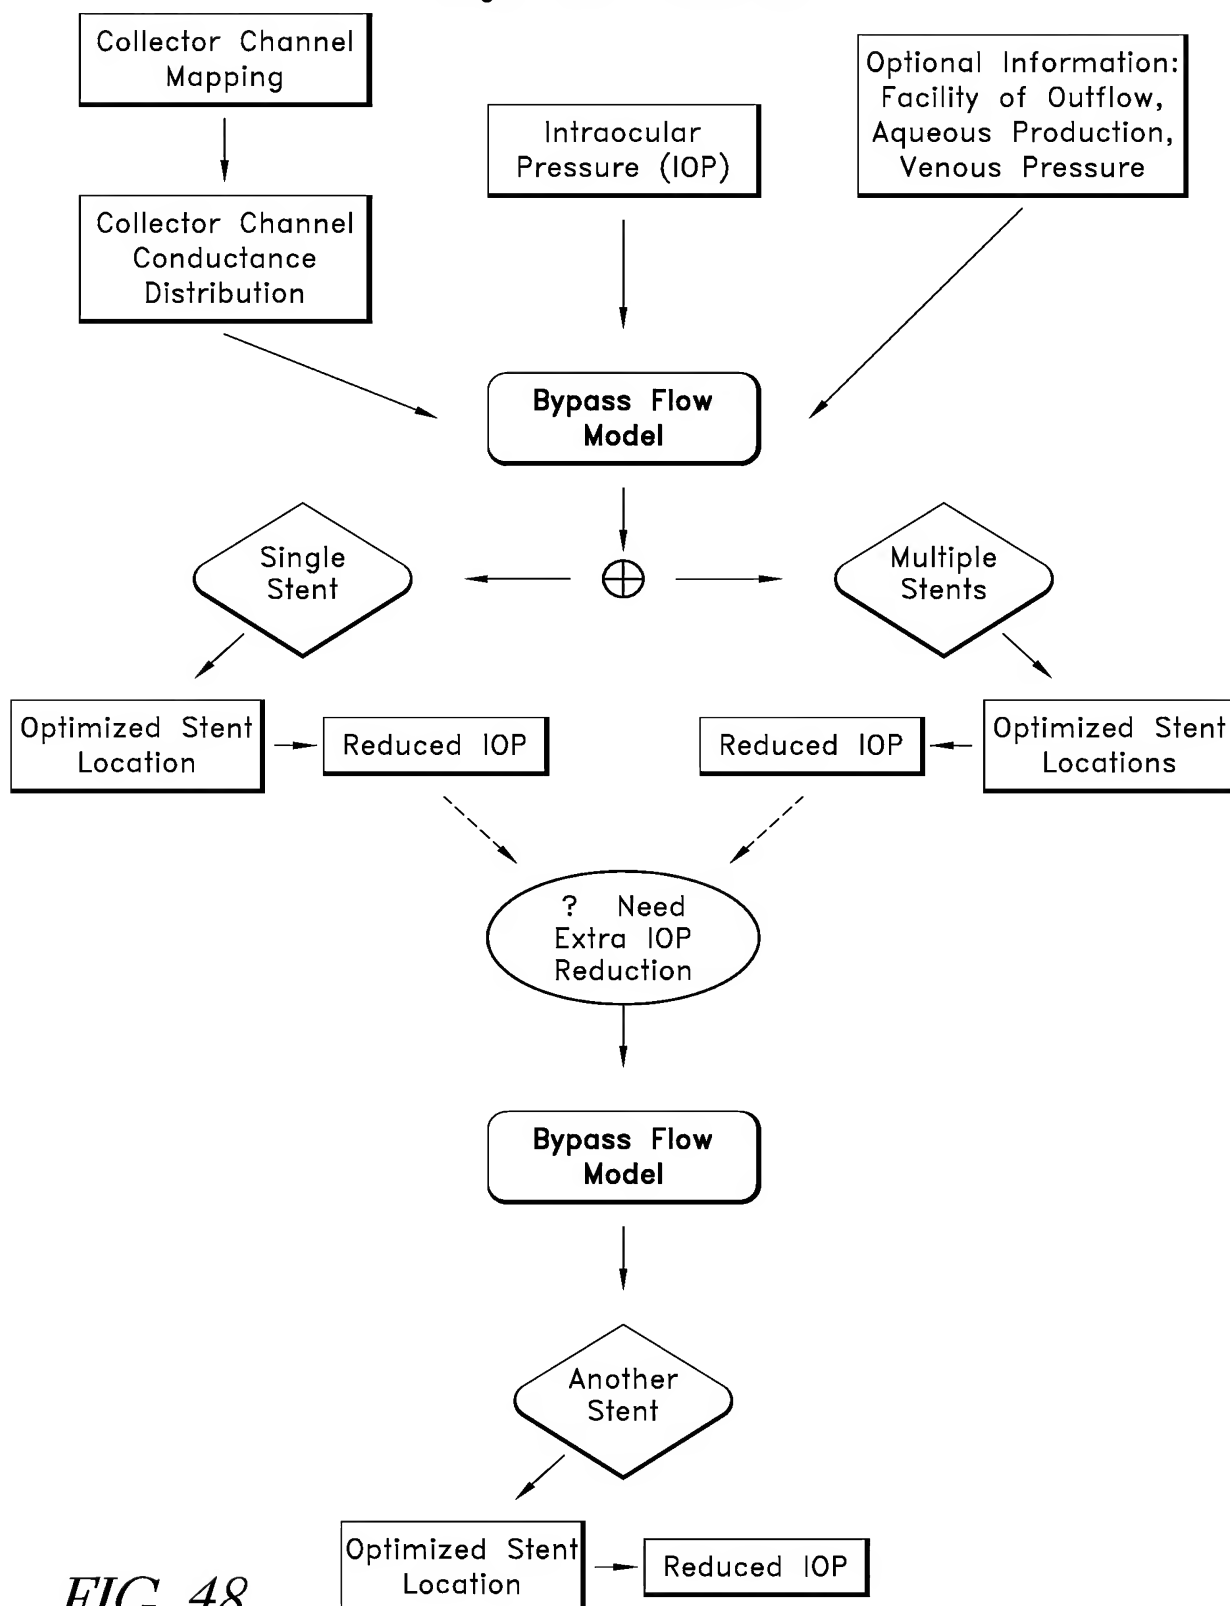 Collector Channel
Mapping
Optional Information:
Facility of Outflow,
Aqueous Production,
Venous Pressure
Intraocular
Pressure (IOP)
Collector Channel
Conductance
Distribution
Bypass Flow
Model
Single
Stent
Multiple
Stents
Optimized Stent
Location
Reduced IOP
Reduced IOP
Optimized Stent
Locations
? Need
Extra IOP
Reduction
Bypass Flow
Model
Another
Stent
Optimized Stent
Location
Reduced IOP
FIG. 48